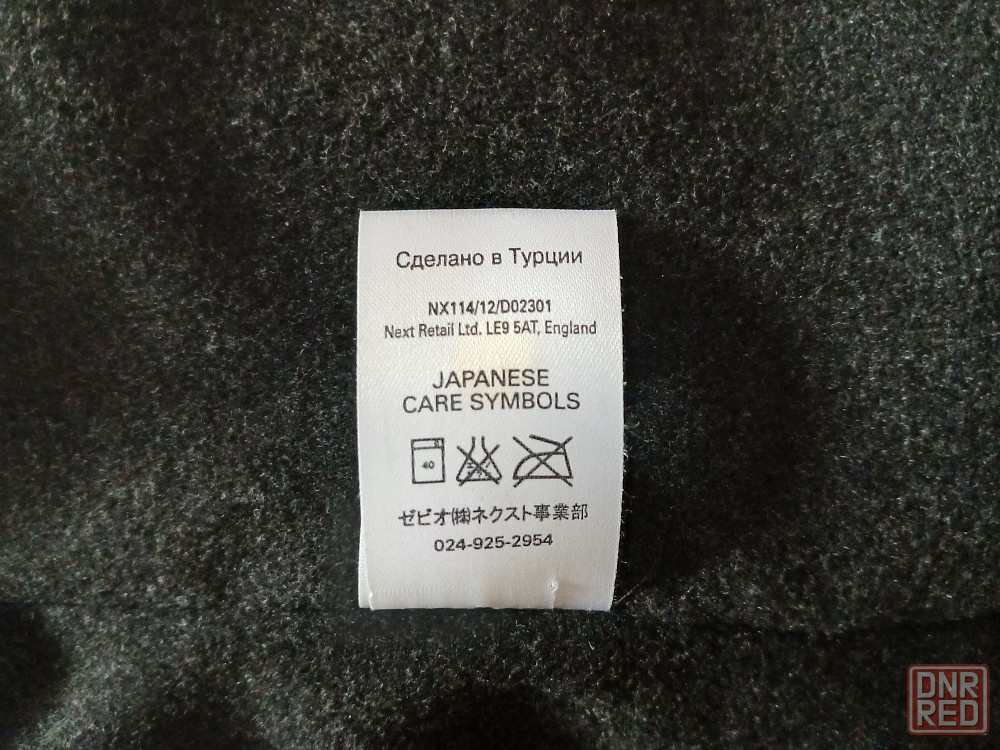 Сделано в Турции
NX114/12/D02301
Next Retail Ltd. LE9 5AT, England
JAPANESE
CARE SYMBOLS
40
ゼビオ㈱ネクスト事業部
024-925-2954
DNR
RED